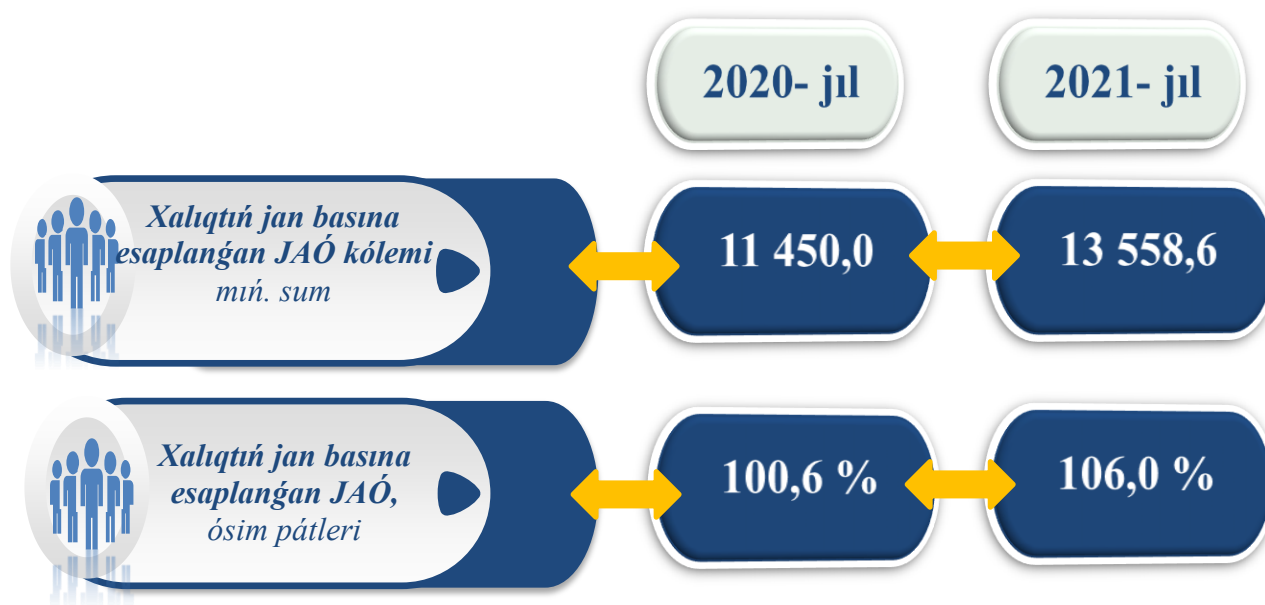 2020- jıl
2021- jıl
Xalıqtıń jan basına
esaplanǵan JAÓ kólemi
mıń. sum
11 450,0
13 558,6
Xalıqtıń jan basına
esaplanǵan JAÓ,
ósim pátleri
100,6 %
106,0 %